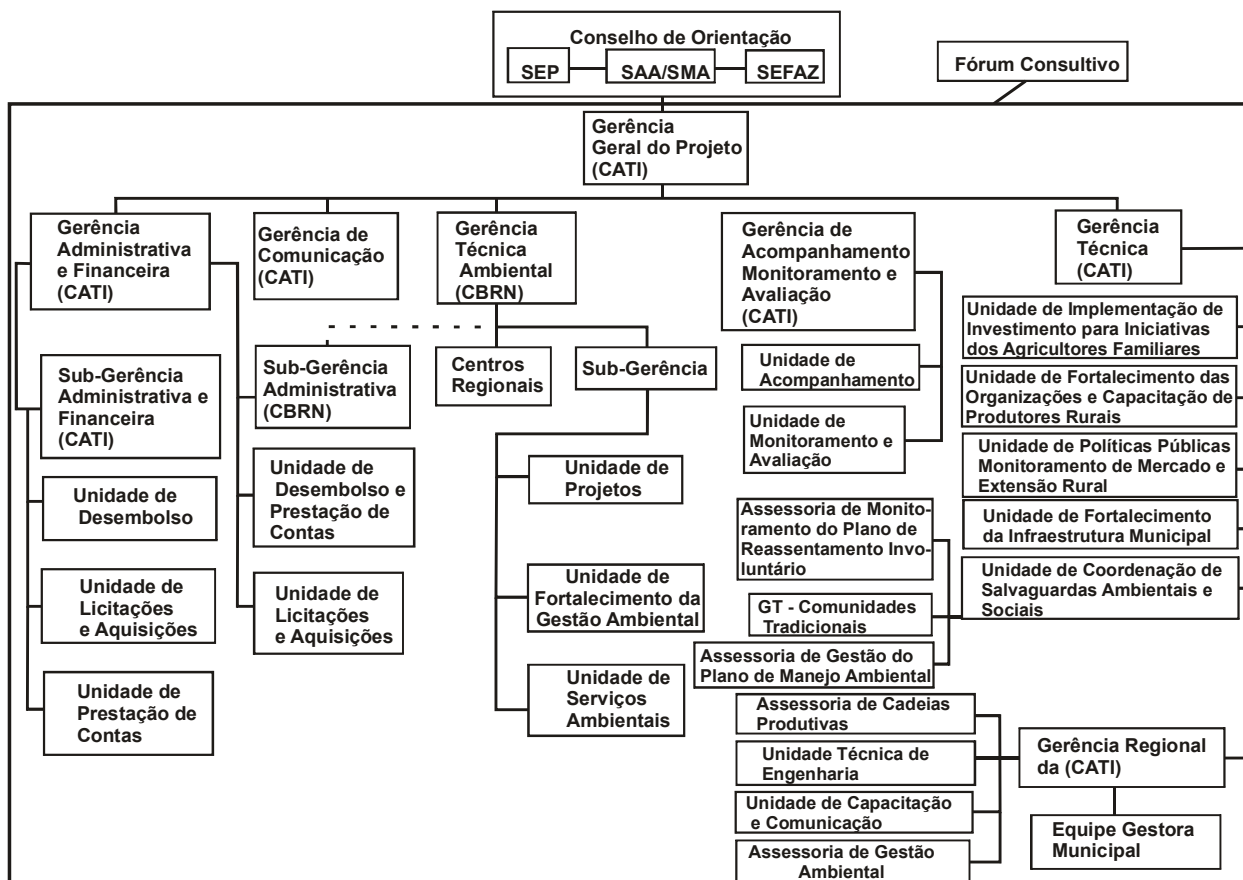 Conselho de Orientação
SEP
SAA/SMA
SEFAZ
Fórum Consultivo
Gerência
Geral do Projeto
(CATI)
Gerência
Administrativa
e Financeira
(CATI)
Gerência de
Comunicação
(CATI)
Gerência
Técnica
Ambiental
(CBRN)
Gerência de
Acompanhamento
Monitoramento e
Avaliação
(CATI)
Gerência
Técnica
(CATI)
Sub-Gerência
Administrativa e
Financeira
(CATI)
Unidade de
Desembolso
Unidade de
Licitações
e Aquisições
Unidade de
Prestação de
Contas
Sub-Gerência
Administrativa
(CBRN)
Unidade de
Desembolso e
Prestação de
Contas
Unidade de
Licitações
e Aquisições
Centros
Regionais
Sub-Gerência
Unidade de
Projetos
Unidade de
Fortalecimento da
Gestão Ambiental
Unidade de
Serviços
Ambientais
Unidade de
Acompanhamento
Unidade de
Monitoramento e
Avaliação
Unidade de Implementação de
Investimento para Iniciativas
dos Agricultores Familiares
Unidade de Fortalecimento das
Organizações e Capacitação de
Produtores Rurais
Unidade de Políticas Públicas
Monitoramento de Mercado e
Extensão Rural
Unidade de Fortalecimento
da Infraestrutura Municipal
Unidade de Coordenação de
Salvaguardas Ambientais e
Sociais
Assessoria de Monito-
ramento do Plano de
Reassentamento Invo-
luntário
GT - Comunidades
Tradicionais
Assessoria de Gestão do
Plano de Manejo Ambiental
Assessoria de Cadeias
Produtivas
Unidade Técnica de
Engenharia
Unidade de Capacitação
e Comunicação
Assessoria de Gestão
Ambiental
Gerência Regional
da (CATI)
Equipe Gestora
Municipal